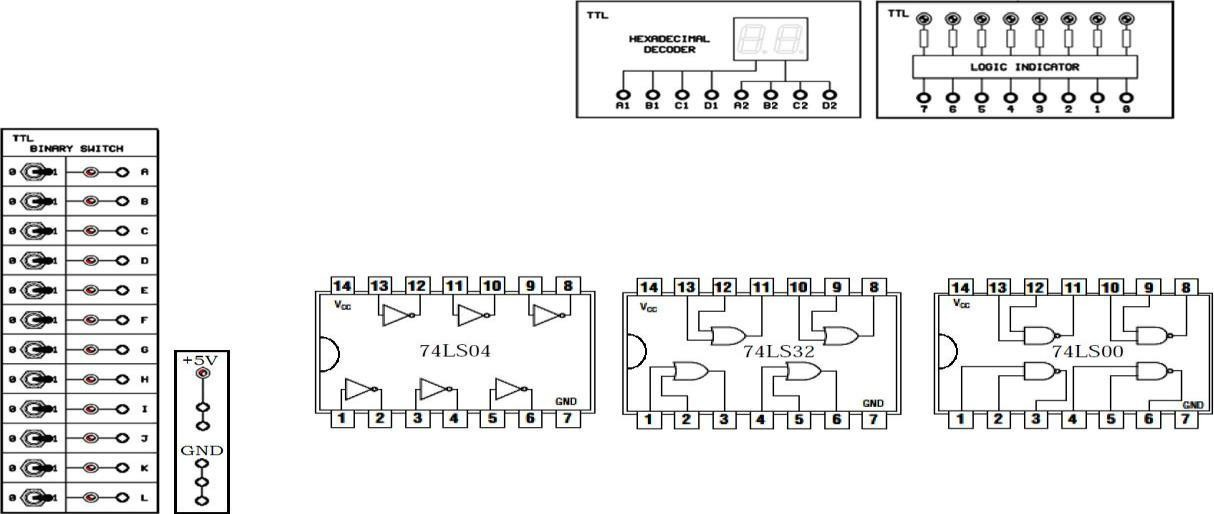 TTL
HEXADECIMAL
DECODER
A1 B1 C1 D1 A2 B2 C2 D2
TTL
LOGIC INDICATOR
7 6 5 4 3 2 1 0
TTL
BINARY SWITCH
0 1 A
0 1 B
0 1 C
0 1 D
0 1 E
0 1 F
0 1 G
0 1 H
0 1 I
0 1 J
0 1 K
0 1 L
+5V
GND
14 13 12 11 10 9 8
VCC
74LS04
GND
1 2 3 4 5 6 7
14 13 12 11 10 9 8
VCC
74LS32
GND
1 2 3 4 5 6 7
14 13 12 11 10 9 8
VCC
74LS00
GND
1 2 3 4 5 6 7